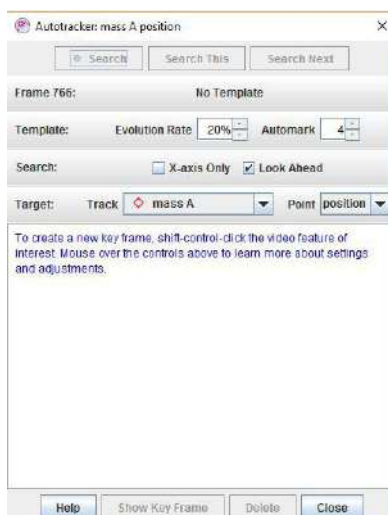 Autotracker: mass A position
Search Search This Search Next
Frame 766: No Template
Template: Evolution Rate 20% Automark 4
Search: X-axis Only Look Ahead
Target: Track mass A Point position
To create a new key frame, shift-control-click the video feature of
interest. Mouse over the controls above to learn more about settings
and adjustments.
Help Show Key Frame Delete Close